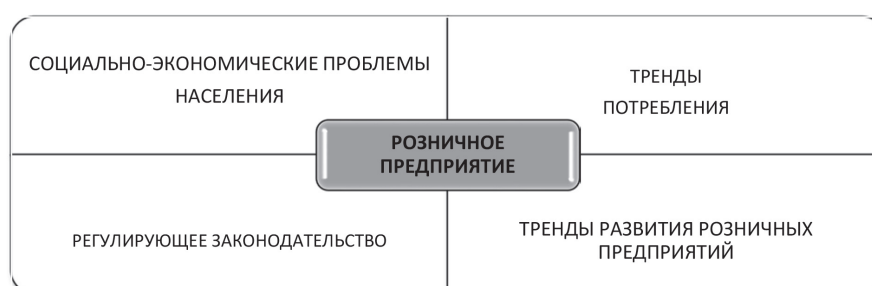 СОЦИАЛЬНО-ЭКОНОМИЧЕСКИЕ ПРОБЛЕМЫ
НАСЕЛЕНИЯ
ТРЕНДЫ
ПОТРЕБЛЕНИЯ
РОЗНИЧНОЕ
ПРЕДПРИЯТИЕ
РЕГУЛИРУЮЩЕЕ ЗАКОНОДАТЕЛЬСТВО
ТРЕНДЫ РАЗВИТИЯ РОЗНИЧНЫХ
ПРЕДПРИЯТИЙ